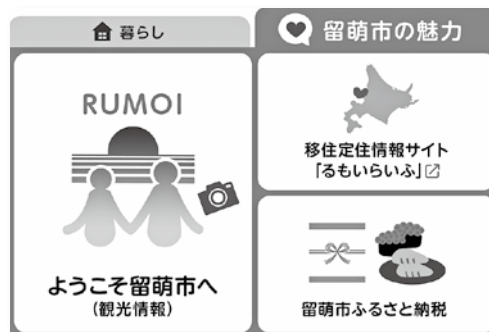 暮らし
留萌市の魅力
RUMOI
ようこそ留萌市へ
(観光情報)
移住定住情報サイト
「るもいらいふ」
留萌市ふるさと納税